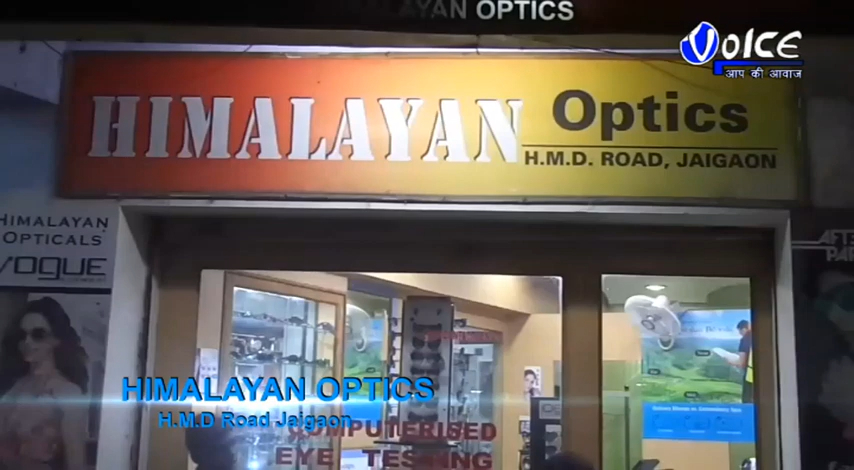 HIMALAYAN OPTICS
VOICE
आप की आवाज
HIMALAYAN Optics
H.M.D. ROAD, JAIGAON
HIMALAYAN
OPTICALS
VOGUE
HIMALAYAN OPTICS
H.M.D Road Jaigaon
COMPUTERISED
EYE TESTING